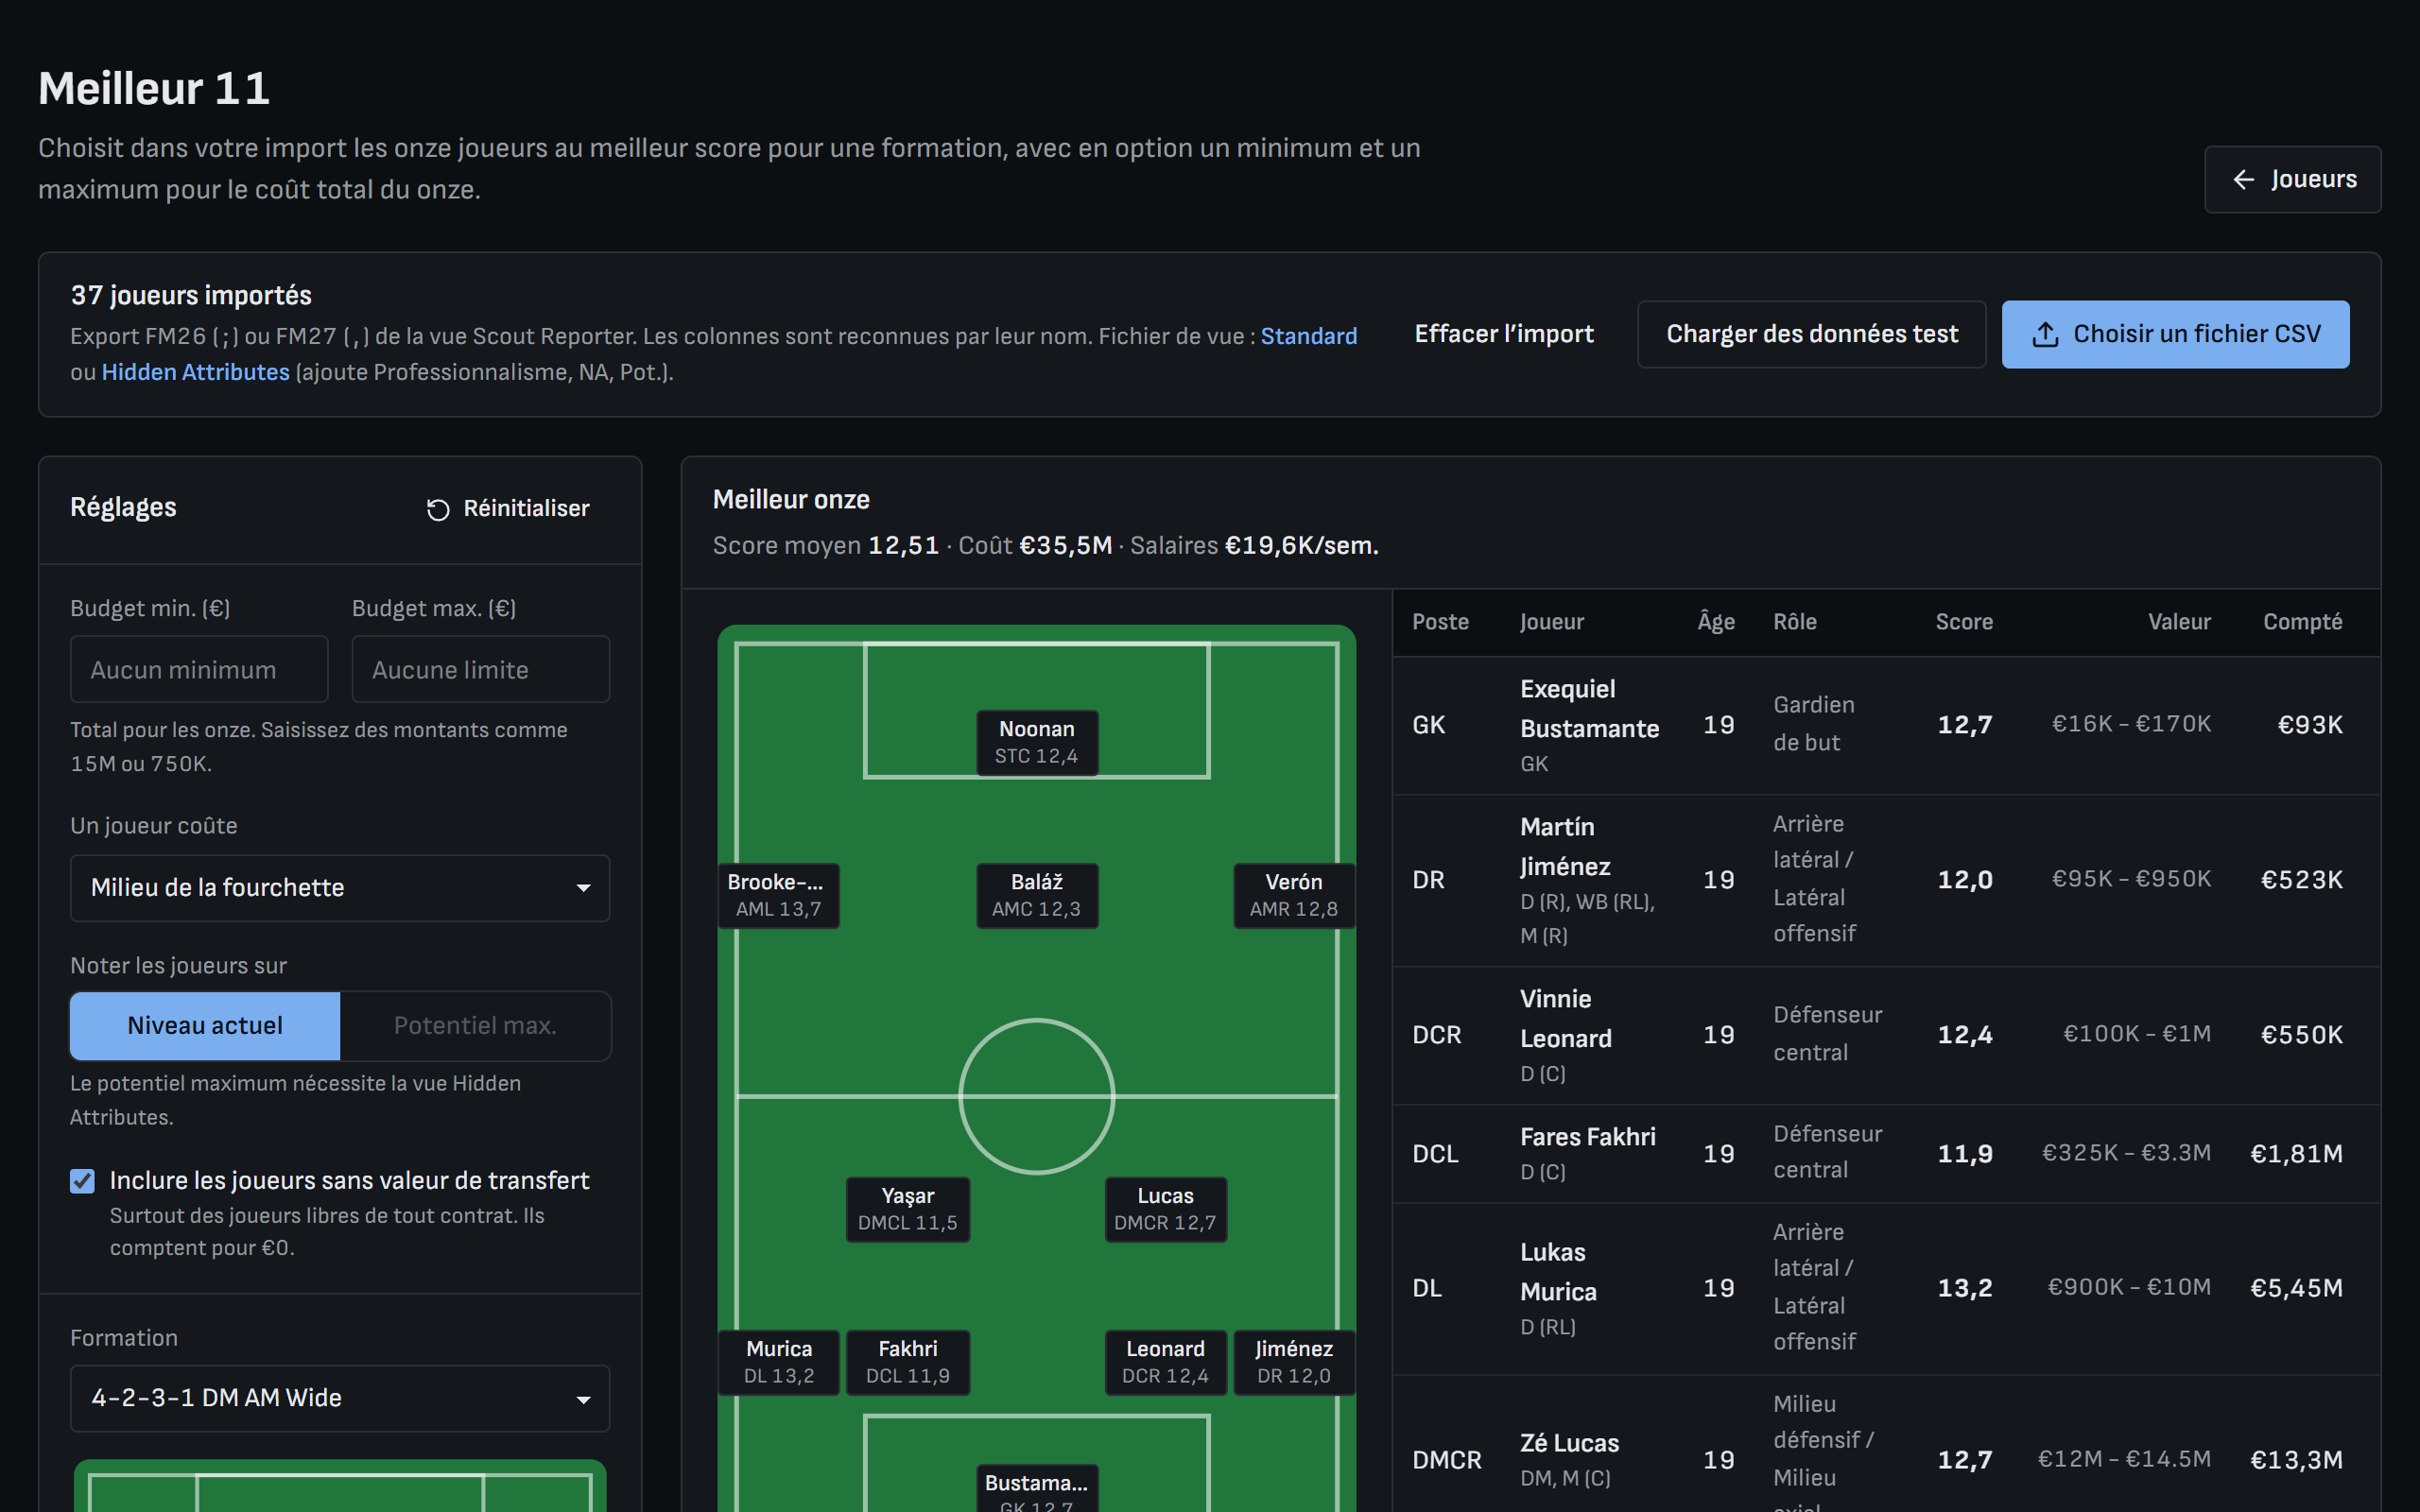 Meilleur 11
Choisit dans votre import les onze joueurs au meilleur score pour une formation, avec en option un minimum et un
maximum pour le coût total du onze.
Joueurs
37 joueurs importés
Export FM26 (;) ou FM27 (,) de la vue Scout Reporter. Les colonnes sont reconnues par leur nom. Fichier de vue : Standard
ou Hidden Attributes (ajoute Professionnalisme, NA, Pot.).
Effacer l’import
Charger des données test
Choisir un fichier CSV
Réglages
Réinitialiser
Budget min. (€)
Budget max. (€)
Aucun minimum
Aucune limite
Total pour les onze. Saisissez des montants comme
15M ou 750K.
Un joueur coûte
Milieu de la fourchette
Noter les joueurs sur
Niveau actuel
Potentiel max.
Le potentiel maximum nécessite la vue Hidden
Attributes.
Inclure les joueurs sans valeur de transfert
Surtout des joueurs libres de tout contrat. Ils
comptent pour €0.
Formation
4-2-3-1 DM AM Wide
Meilleur onze
Score moyen 12,51 · Coût €35,5M · Salaires €19,6K/sem.
Noonan
STC 12,4
Brooke-...
AML 13,7
Baláž
AMC 12,3
Verón
AMR 12,8
Yaşar
DMCL 11,5
Lucas
DMCR 12,7
Murica
DL 13,2
Fakhri
DCL 11,9
Leonard
DCR 12,4
Jiménez
DR 12,0
Bustama...
GK 12,7
Poste Joueur Âge Rôle Score Valeur Compté
GK
Exequiel
Bustamante
GK
19
Gardien
de but
12,7
€16K – €170K
€93K
DR
Martín
Jiménez
D (R), WB (RL),
M (R)
19
Arrière
latéral /
Latéral
offensif
12,0
€95K – €950K
€523K
DCR
Vinnie
Leonard
D (C)
19
Défenseur
central
12,4
€100K – €1M
€550K
DCL
Fares Fakhri
D (C)
19
Défenseur
central
11,9
€325K – €3.3M
€1,81M
DL
Lukas
Murica
D (RL)
19
Arrière
latéral /
Latéral
offensif
13,2
€900K – €10M
€5,45M
DMCR
Zé Lucas
DM, M (C)
19
Milieu
défensif /
Milieu
axial
12,7
€12M – €14.5M
€13,3M